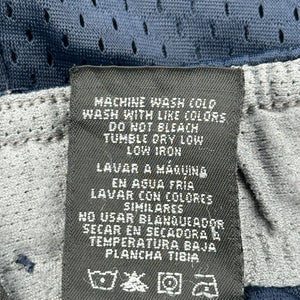 MACHINE WASH COLD
WASH WITH LIKE COLORS
DO NOT BLEACH
TUMBLE DRY LOW
LOW IRON
LAVAR A MAQUINA
EN AGUA FRIA
LAVAR CON COLORES
SIMILARES
NO USAR BLANQUEADOR
SECAR EN SECADORA A
TEMPERATURA BAJA
PLANCHA TIBIA